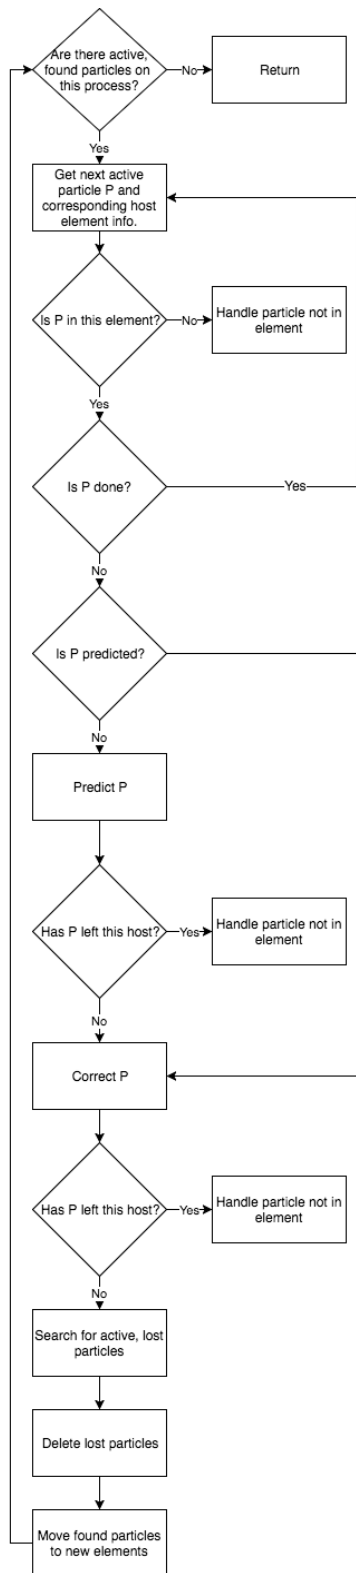 Are there active,
found particles on
this process?
No
Return
Yes
Get next active
particle P and
corresponding host
element info.
Is P in this element?
No
Handle particle not in
element
Yes
Is P done?
Yes
No
Is P predicted?
No
Predict P
Has P left this host?
Yes
Handle particle not in
element
No
Correct P
Has P left this host?
Yes
Handle particle not in
element
No
Search for active, lost
particles
Delete lost particles
Move found particles
to new elements